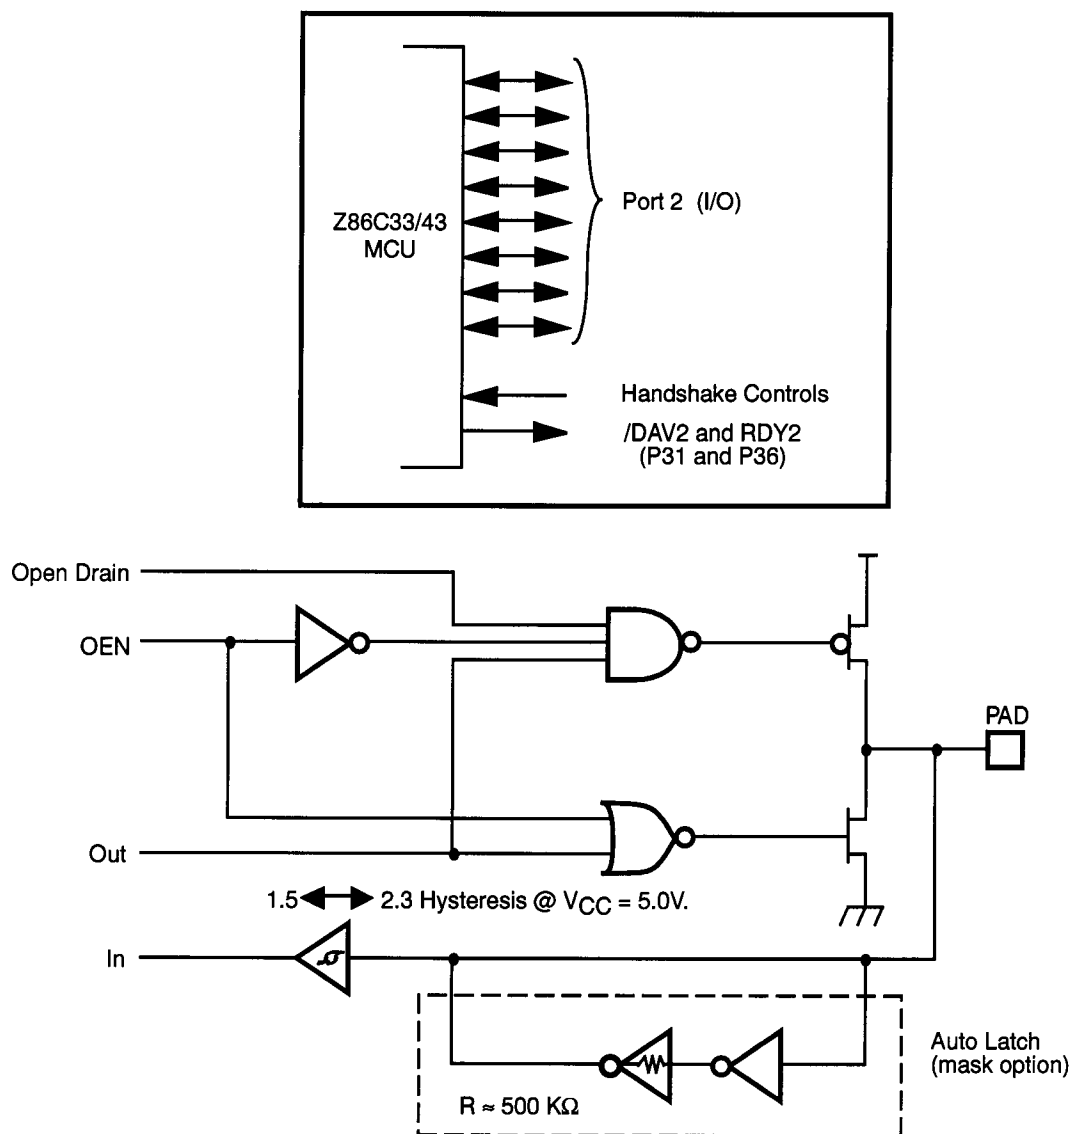 Z86C33/43
MCU
Port 2 (I/O)
Handshake Controls
/DAV2 and RDY2
(P31 and P36)
Open Drain
OEN
PAD
Out
1.5 2.3 Hysteresis @ VCC = 5.0V.
In
Auto Latch
(mask option)
R ≈ 500 KΩ